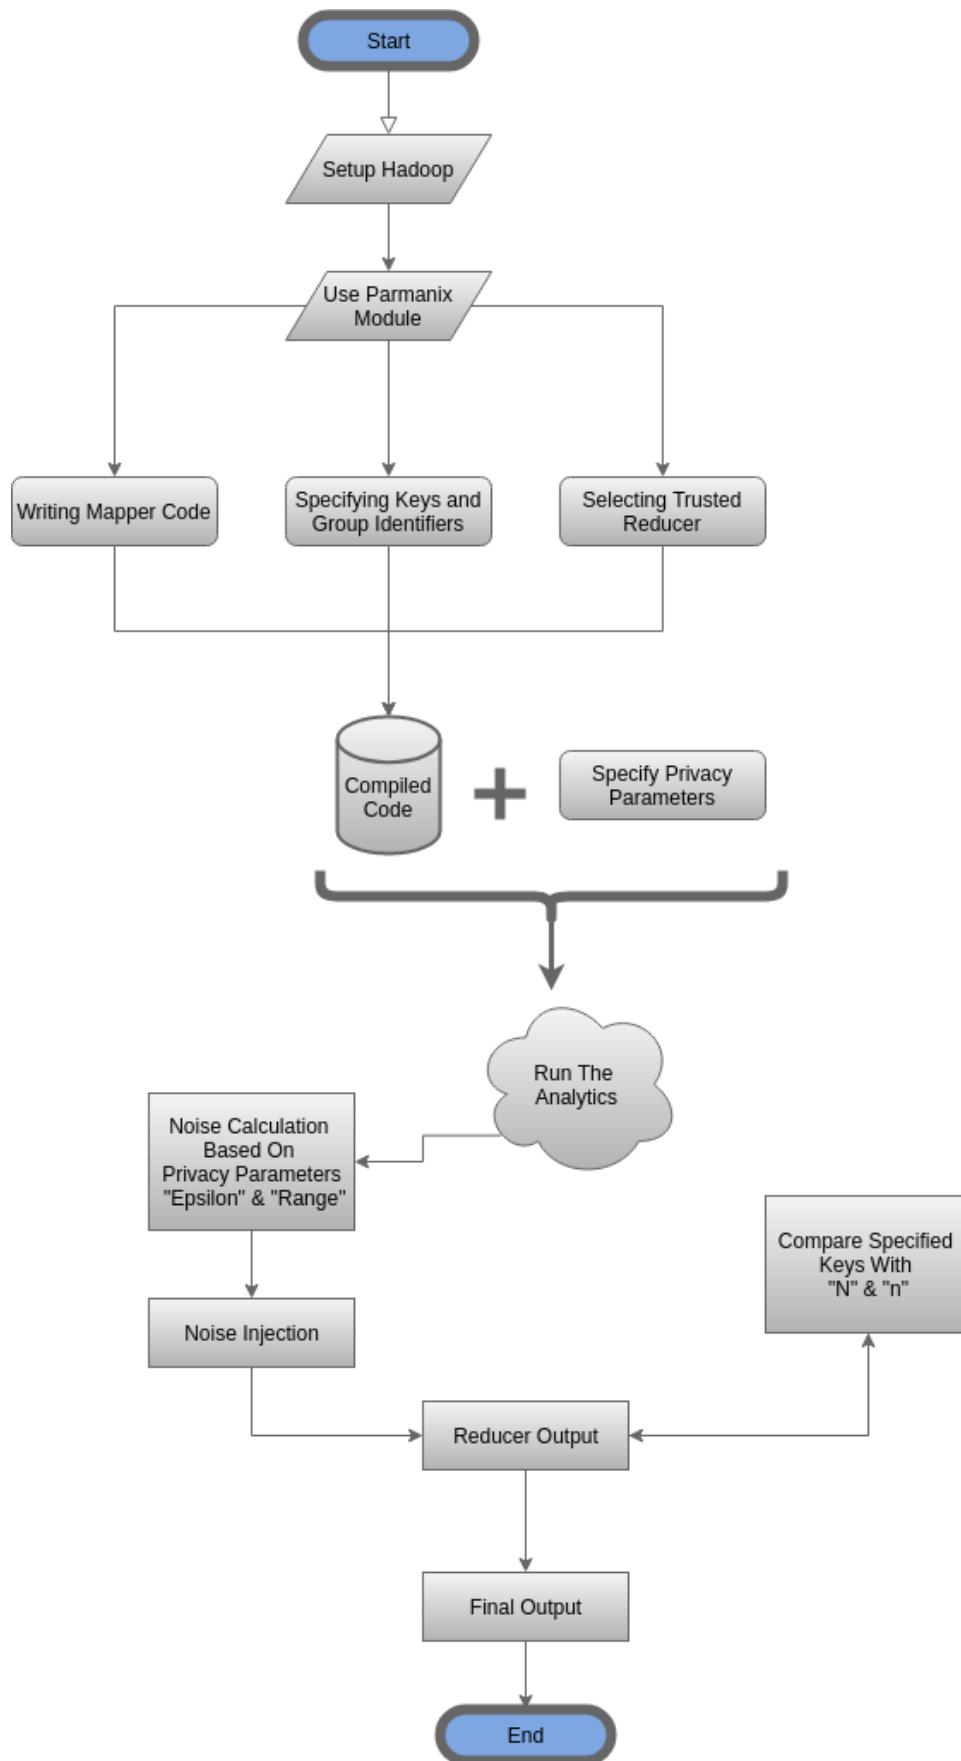 Start
Setup Hadoop
Use Parmanix
Module
Writing Mapper Code
Specifying Keys and
Group Identifiers
Selecting Trusted
Reducer
Compiled
Code
Specify Privacy
Parameters
Run The
Analytics
Noise Calculation
Based On
Privacy Parameters
"Epsilon" & "Range"
Compare Specified
Keys With
"N" & "n"
Noise Injection
Reducer Output
Final Output
End